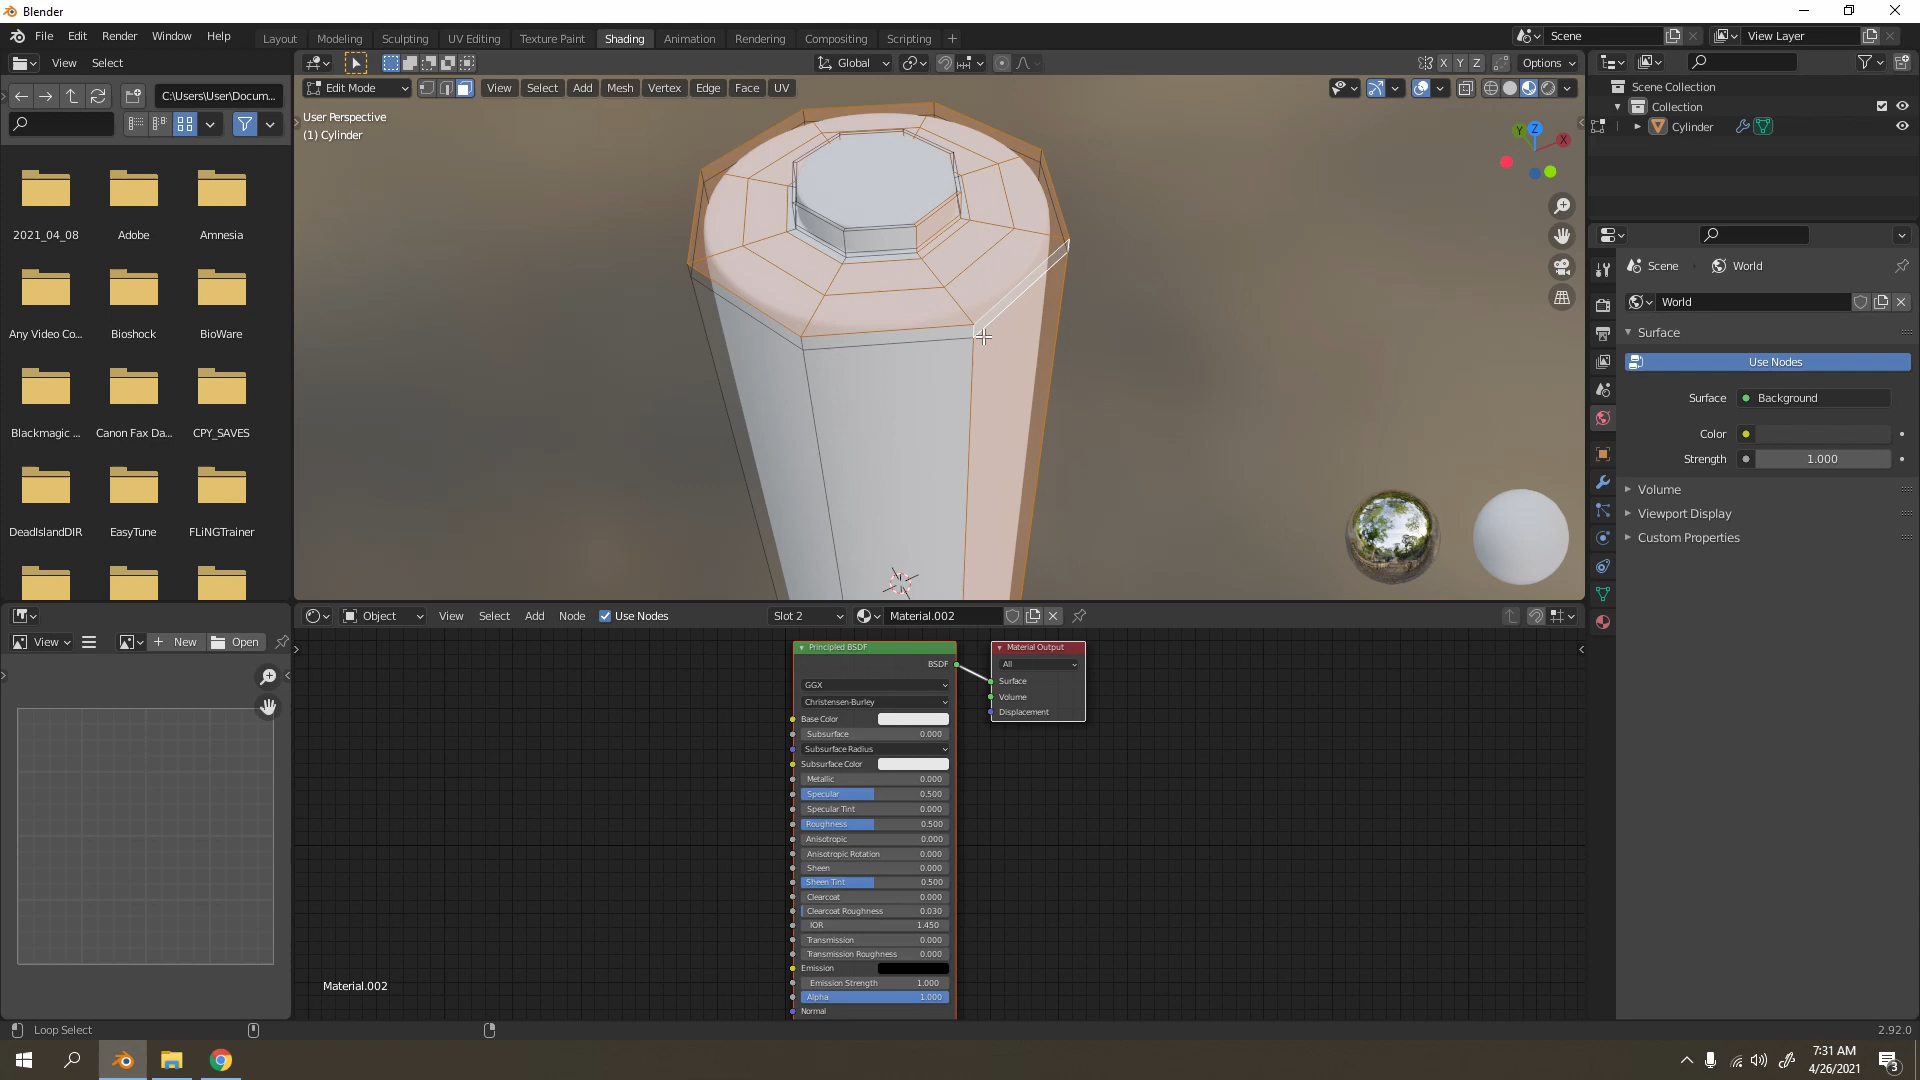 Blender
File Edit Render Window Help
Layout Modeling Sculpting UV Editing Texture Paint Shading Animation Rendering Compositing Scripting
Scene View Layer
View Select
Global Options
C:\Users\User\Docum...
Edit Mode View Select Add Mesh Vertex Edge Face UV
User Perspective
(1) Cylinder
Z
Y
X
X Y Z
Scene Collection
Collection
Cylinder
2021_04_08 Adobe Amnesia
Any Video Co... Bioshock BioWare
Blackmagic ... Canon Fax Da... CPY_SAVES
DeadIslandDIR EasyTune FLiNGTrainer
Scene World
World
Surface
Use Nodes
Surface Background
Color
Strength 1.000
Volume
Viewport Display
Custom Properties
Object View Select Add Node Use Nodes Slot 2 Material.002
View New Open
Principled BSDF
BSDF
GGX
Christensen-Burley
Base Color
Subsurface 0.000
Subsurface Radius
Subsurface Color
Metallic 0.000
Specular 0.500
Specular Tint 0.000
Roughness 0.500
Anisotropic 0.000
Anisotropic Rotation 0.000
Sheen 0.000
Sheen Tint 0.500
Clearcoat 0.000
Clearcoat Roughness 0.030
IOR 1.450
Transmission 0.000
Transmission Roughness 0.000
Emission
Emission Strength 1.000
Alpha 1.000
Normal
Material Output
All
Surface
Volume
Displacement
Material.002
Loop Select
2.92.0
7:31 AM
4/26/2021
3